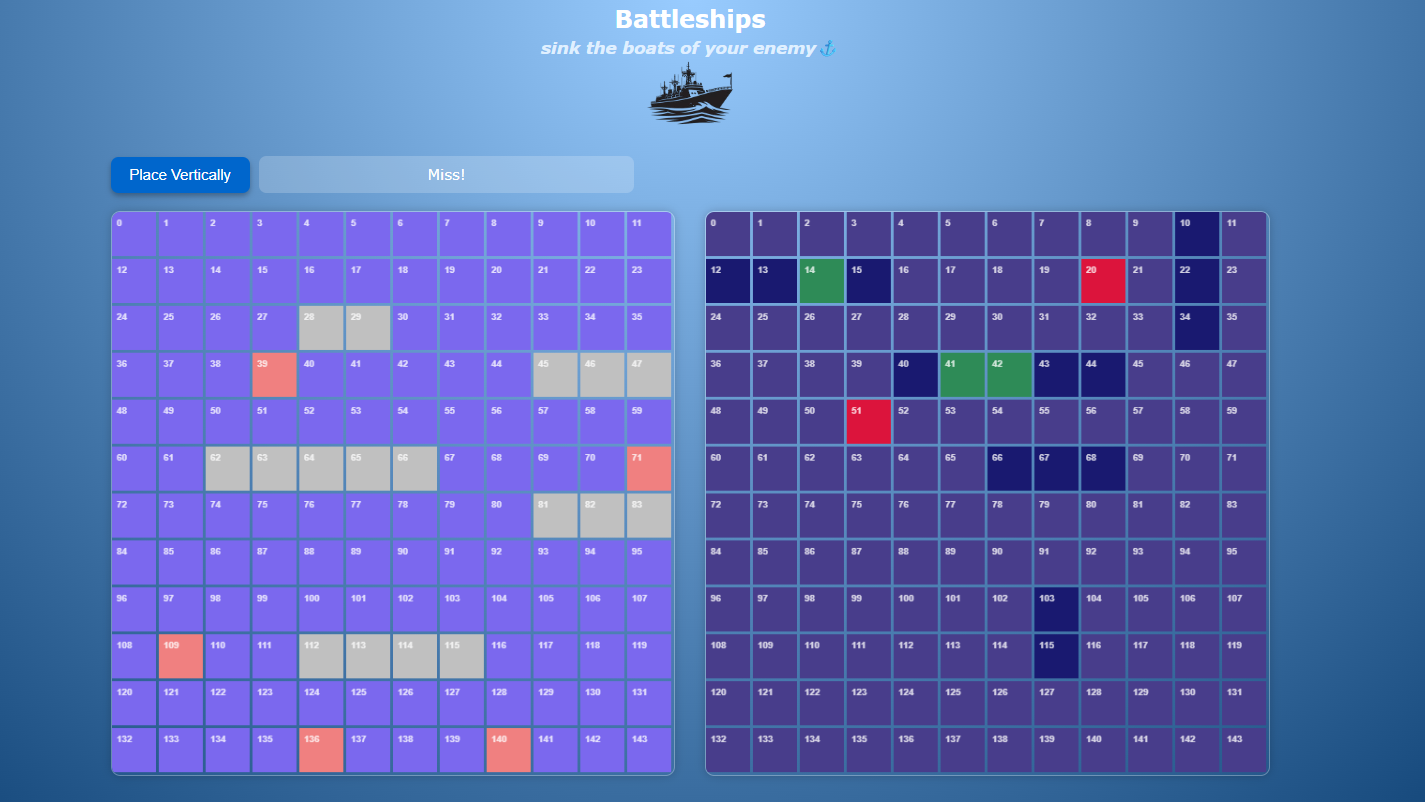 Battleships
sink the boats of your enemy⚓
Place Vertically Miss!
0 1 2 3 4 5 6 7 8 9 10 11 0 1 2 3 4 5 6 7 8 9 10 11
12 13 14 15 16 17 18 19 20 21 22 23 12 13 14 15 16 17 18 19 20 21 22 23
24 25 26 27 28 29 30 31 32 33 34 35 24 25 26 27 28 29 30 31 32 33 34 35
36 37 38 39 40 41 42 43 44 45 46 47 36 37 38 39 40 41 42 43 44 45 46 47
48 49 50 51 52 53 54 55 56 57 58 59 48 49 50 51 52 53 54 55 56 57 58 59
60 61 62 63 64 65 66 67 68 69 70 71 60 61 62 63 64 65 66 67 68 69 70 71
72 73 74 75 76 77 78 79 80 81 82 83 72 73 74 75 76 77 78 79 80 81 82 83
84 85 86 87 88 89 90 91 92 93 94 95 84 85 86 87 88 89 90 91 92 93 94 95
96 97 98 99 100 101 102 103 104 105 106 107 96 97 98 99 100 101 102 103 104 105 106 107
108 109 110 111 112 113 114 115 116 117 118 119 108 109 110 111 112 113 114 115 116 117 118 119
120 121 122 123 124 125 126 127 128 129 130 131 120 121 122 123 124 125 126 127 128 129 130 131
132 133 134 135 136 137 138 139 140 141 142 143 132 133 134 135 136 137 138 139 140 141 142 143